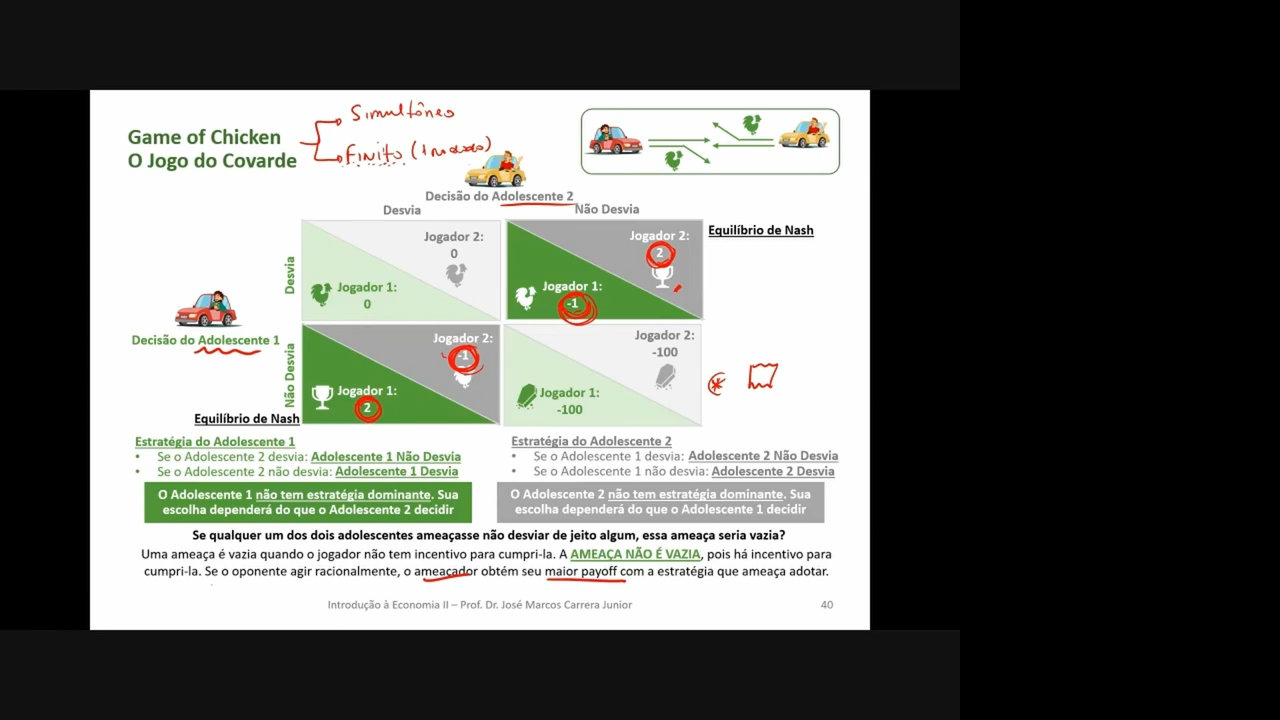 Game of Chicken
O Jogo do Covarde
Simultâneo
Finito (1 rodada)
Decisão do Adolescente 2
Desvia
Não Desvia
Equilíbrio de Nash
Desvia
Jogador 2:
0
Jogador 1:
0
Jogador 2:
2
Jogador 1:
-1
Decisão do Adolescente 1
Não Desvia
Jogador 2:
-1
Jogador 1:
2
Jogador 2:
-100
Jogador 1:
-100
Equilíbrio de Nash
Estratégia do Adolescente 1
• Se o Adolescente 2 desvia: Adolescente 1 Não Desvia
• Se o Adolescente 2 não desvia: Adolescente 1 Desvia
O Adolescente 1 não tem estratégia dominante. Sua
escolha dependerá do que o Adolescente 2 decidir
Estratégia do Adolescente 2
• Se o Adolescente 1 desvia: Adolescente 2 Não Desvia
• Se o Adolescente 1 não desvia: Adolescente 2 Desvia
O Adolescente 2 não tem estratégia dominante. Sua
escolha dependerá do que o Adolescente 1 decidir
Se qualquer um dos dois adolescentes ameaçasse não desviar de jeito algum, essa ameaça seria vazia?
Uma ameaça é vazia quando o jogador não tem incentivo para cumpri-la. A AMEAÇA NÃO É VAZIA, pois há incentivo para
cumpri-la. Se o oponente agir racionalmente, o ameaçador obtém seu maior payoff com a estratégia que ameaça adotar.
Introdução à Economia II – Prof. Dr. José Marcos Carrera Junior
40